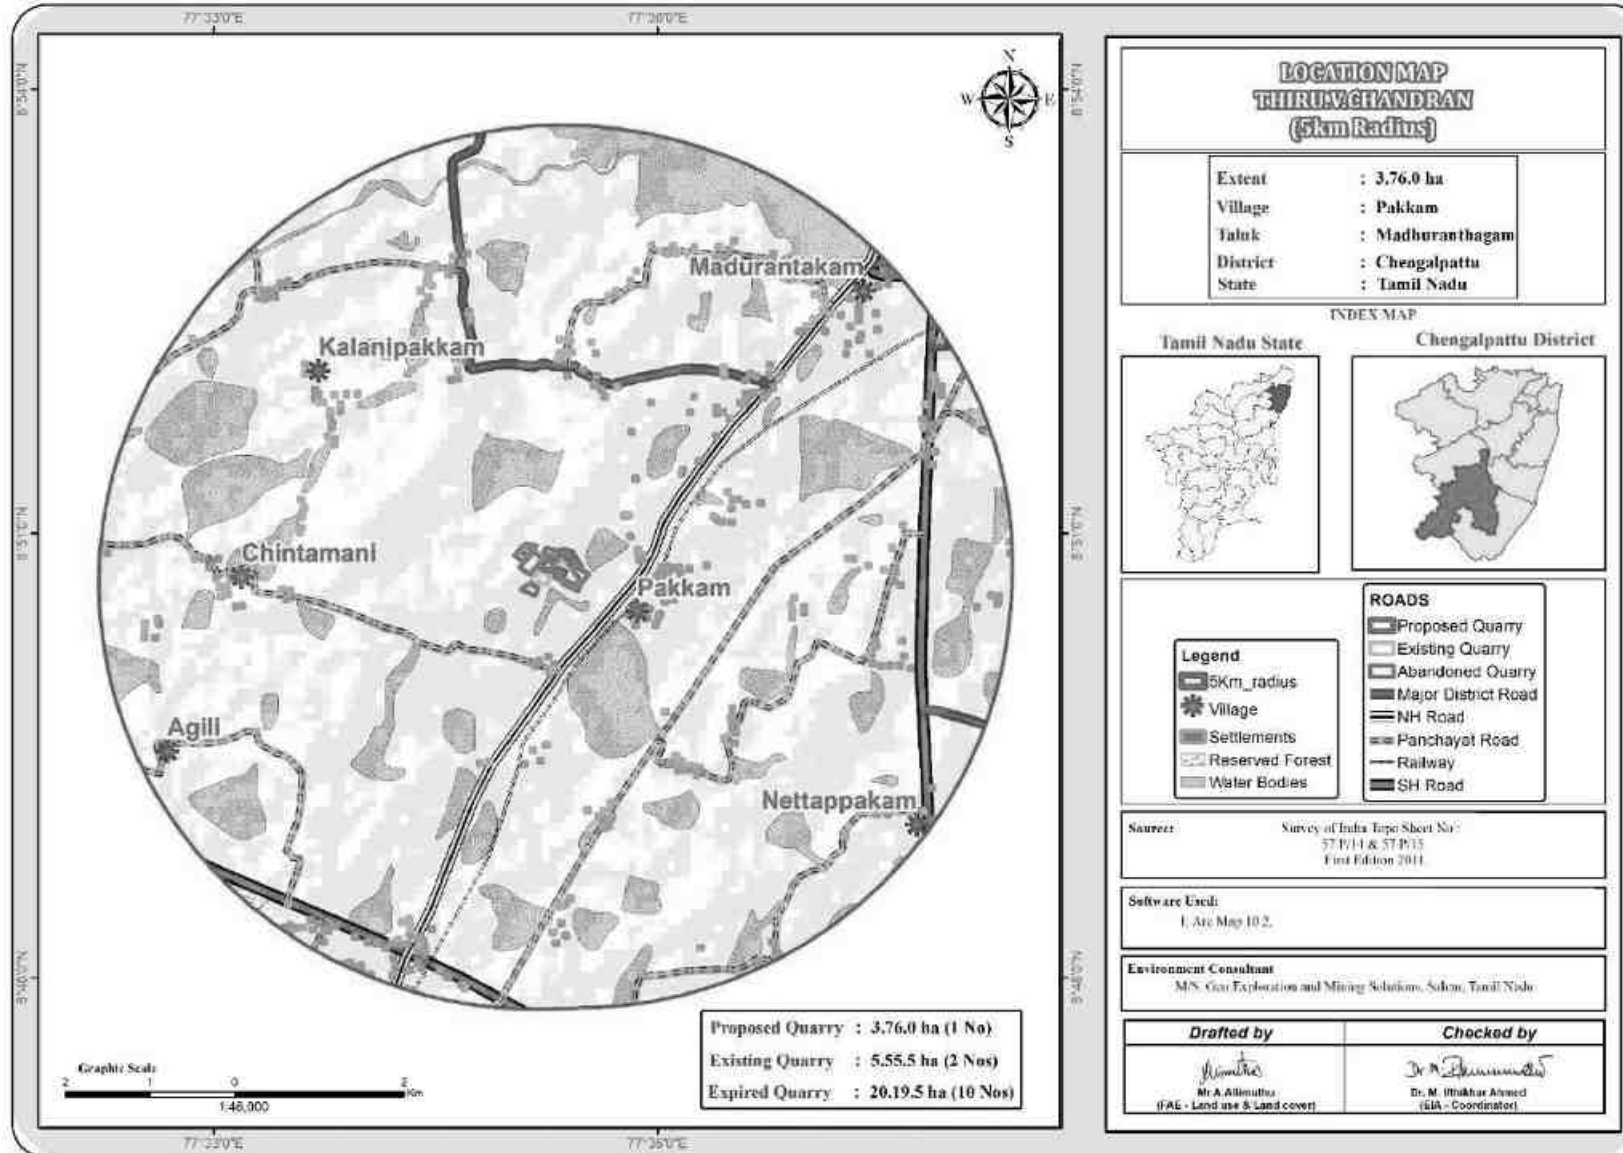 77°33'0"E
77°36'0"E
N
W E
S
Madurantakam
Kalanipakkam
Chintamani
Pakkam
Agili
Nettappakam
Proposed Quarry : 3.76.0 ha (1 No)
Existing Quarry : 5.55.5 ha (2 Nos)
Expired Quarry : 20.19.5 ha (10 Nos)
Graphic Scale
2 1 0 2
Km
77°33'0"E
77°36'0"E
LOCATION MAP
THIRU.V.CHANDRAN
(5km Radius)
Extent : 3.76.0 ha
Village : Pakkam
Taluk : Madhuranthagam
District : Chengalpattu
State : Tamil Nadu
INDEX MAP
Tamil Nadu State
Chengalpattu District
Legend
5Km_radius
Village
Settlements
Reserved Forest
Water Bodies
ROADS
Proposed Quarry
Existing Quarry
Abandoned Quarry
Major District Road
NH Road
Panchayat Road
Railway
SH Road
Source:
Survey of India Topo Sheet No :
57 P/14 & 57 P/15
First Edition 2011
Software Used:
1. Arc Map 10.2.
Environment Consultant
M/S. Geo Exploration and Mining Solutions, Salem, Tamil Nadu
Drafted by
Checked by
Mr.A.Allimuthu
(FAE - Land use & Land cover)
Dr. M. Ifthikhar Ahmed
(EIA - Coordinator)